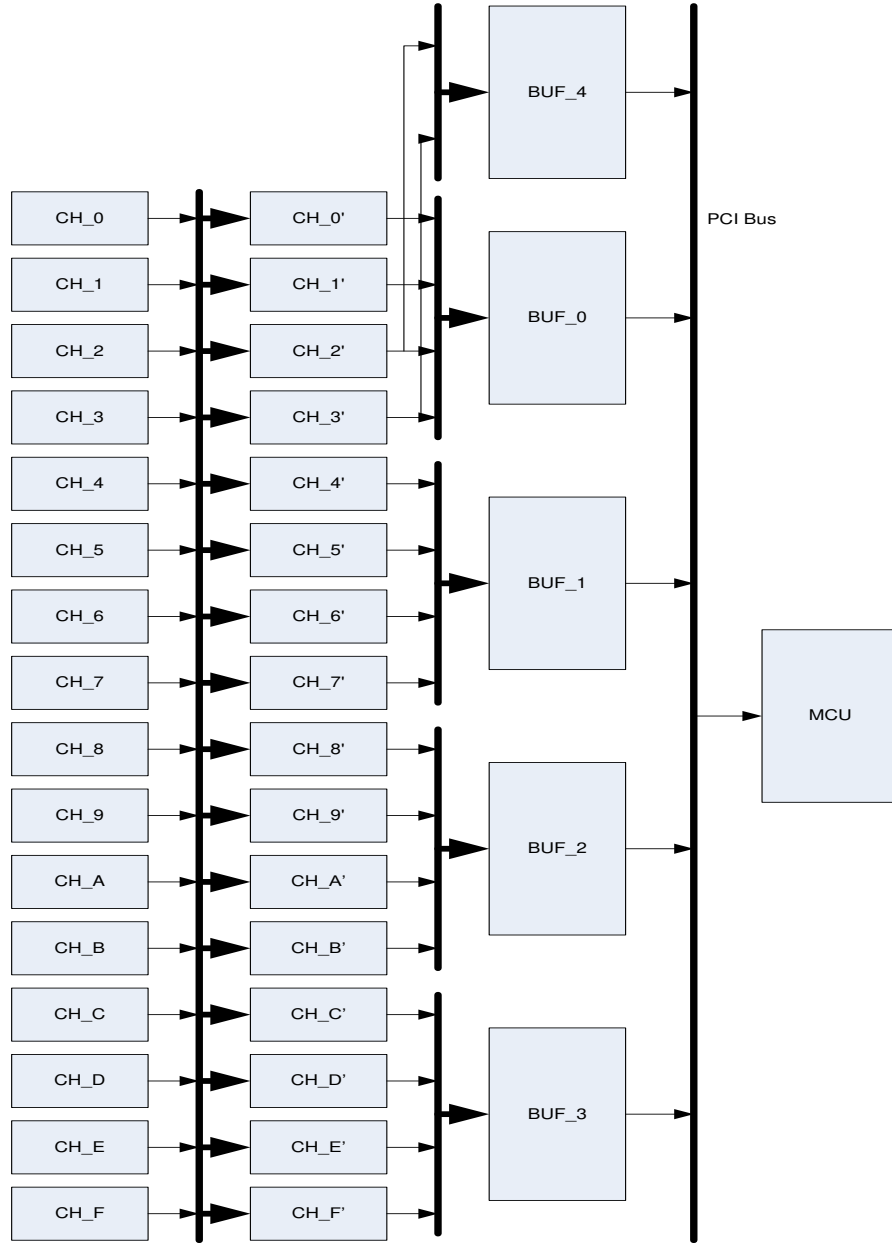 BUF_4
PCI Bus
CH_0
CH_0'
CH_1
CH_1'
BUF_0
CH_2
CH_2'
CH_3
CH_3'
CH_4
CH_4'
CH_5
CH_5'
BUF_1
CH_6
CH_6'
CH_7
CH_7'
MCU
CH_8
CH_8'
CH_9
CH_9'
BUF_2
CH_A
CH_A'
CH_B
CH_B'
CH_C
CH_C'
CH_D
CH_D'
BUF_3
CH_E
CH_E'
CH_F
CH_F'